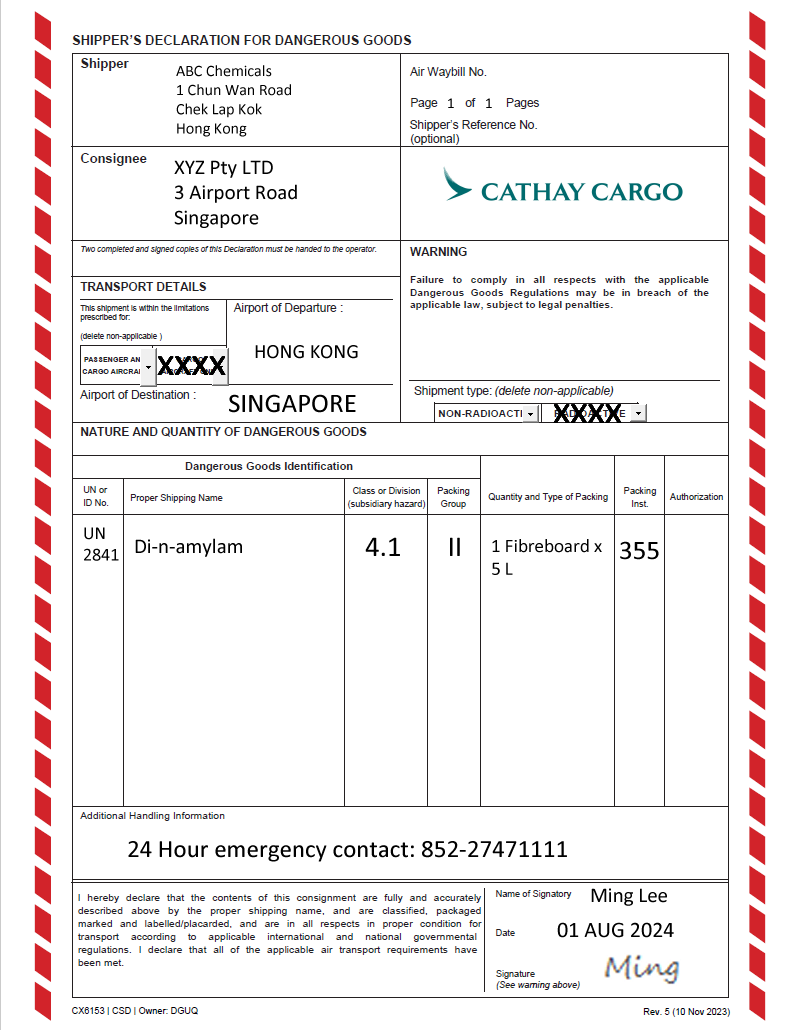 SHIPPER'S DECLARATION FOR DANGEROUS GOODS
Shipper
ABC Chemicals
1 Chun Wan Road
Chek Lap Kok
Hong Kong
Air Waybill No.
Page 1 of 1 Pages
Shipper's Reference No.
(optional)
Consignee
XYZ Pty LTD
3 Airport Road
Singapore
CATHAY CARGO
Two completed and signed copies of this Declaration must be handed to the operator.
WARNING
Failure to comply in all respects with the applicable
Dangerous Goods Regulations may be in breach of the
applicable law, subject to legal penalties.
TRANSPORT DETAILS
This shipment is within the limitations
prescribed for:
(delete non-applicable )
PASSENGER AN
CARGO AIRCRAI
XXXX
Airport of Departure :
HONG KONG
Airport of Destination :
SINGAPORE
Shipment type: (delete non-applicable)
NON-RADIOACTI
XXXX
NATURE AND QUANTITY OF DANGEROUS GOODS
Dangerous Goods Identification
UN or
ID No.
Proper Shipping Name
Class or Division
(subsidiary hazard)
Packing
Group
Quantity and Type of Packing
Packing
Inst.
Authorization
UN
2841
Di-n-amylam
4.1
II
1 Fibreboard x
5 L
355
Additional Handling Information
24 Hour emergency contact: 852-27471111
I hereby declare that the contents of this consignment are fully and accurately
described above by the proper shipping name, and are classified, packaged
marked and labelled/placarded, and are in all respects in proper condition for
transport according to applicable international and national governmental
regulations. I declare that all of the applicable air transport requirements have
been met.
Name of Signatory Ming Lee
Date 01 AUG 2024
Signature Ming
(See warning above)
CX6153 | CSD | Owner: DGUQ
Rev. 5 (10 Nov 2023)